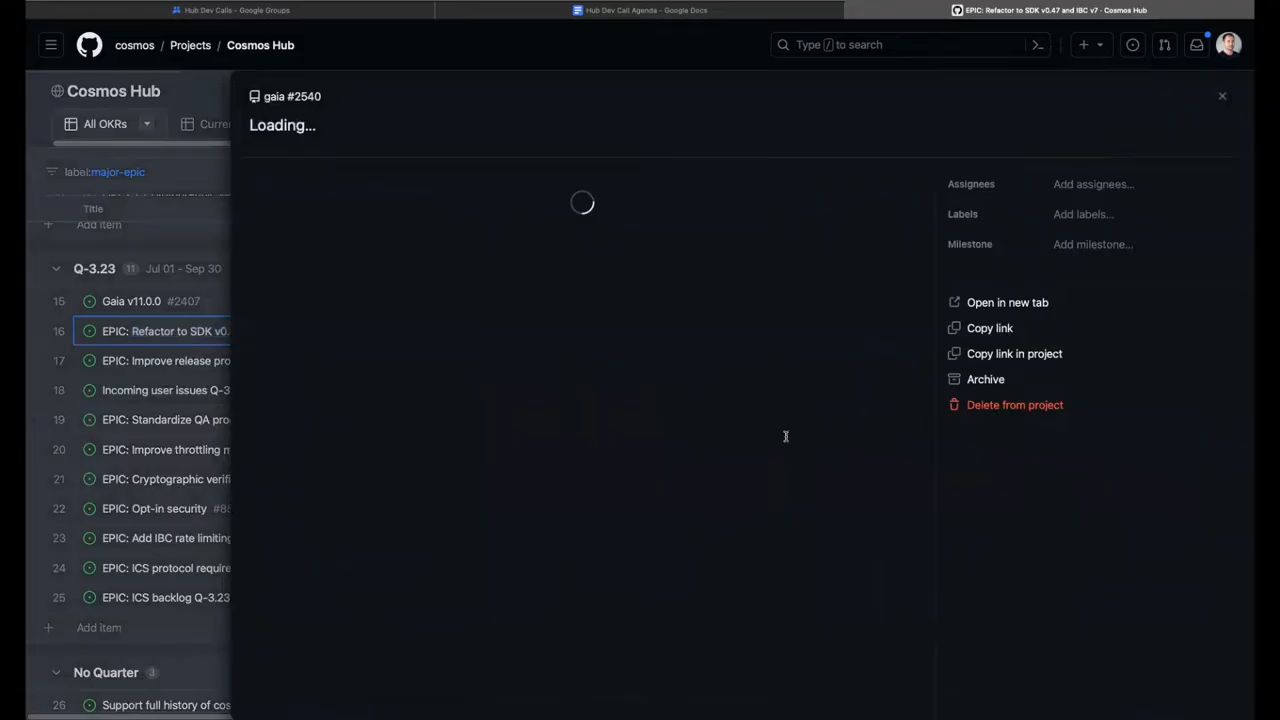 Hub Dev Calls - Google Groups
Hub Dev Call Agenda - Google Docs
EPIC: Refactor to SDK v0.47 and IBC v7 · Cosmos Hub
cosmos / Projects / Cosmos Hub
Type / to search
Cosmos Hub
gaia #2540
Loading...
All OKRs
Curre
label:major-epic
Title
Add item
Q-3.23 11 Jul 01 - Sep 30
15 Gaia v11.0.0 #2407
16 EPIC: Refactor to SDK v0.
17 EPIC: Improve release pro
18 Incoming user issues Q-3
19 EPIC: Standardize QA pro
20 EPIC: Improve throttling m
21 EPIC: Cryptographic verifi
22 EPIC: Opt-in security #88
23 EPIC: Add IBC rate limiting
24 EPIC: ICS protocol require
25 EPIC: ICS backlog Q-3.23
Add item
No Quarter 3
26 Support full history of cos
Assignees Add assignees...
Labels Add labels...
Milestone Add milestone...
Open in new tab
Copy link
Copy link in project
Archive
Delete from project